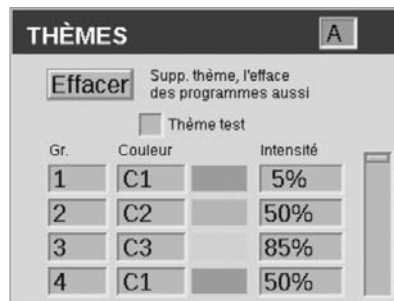 THÈMES A
Effacer Supp. thème, l'efface
des programmes aussi
Thème test
Gr. Couleur Intensité
1 C1 5%
2 C2 50%
3 C3 85%
4 C1 50%